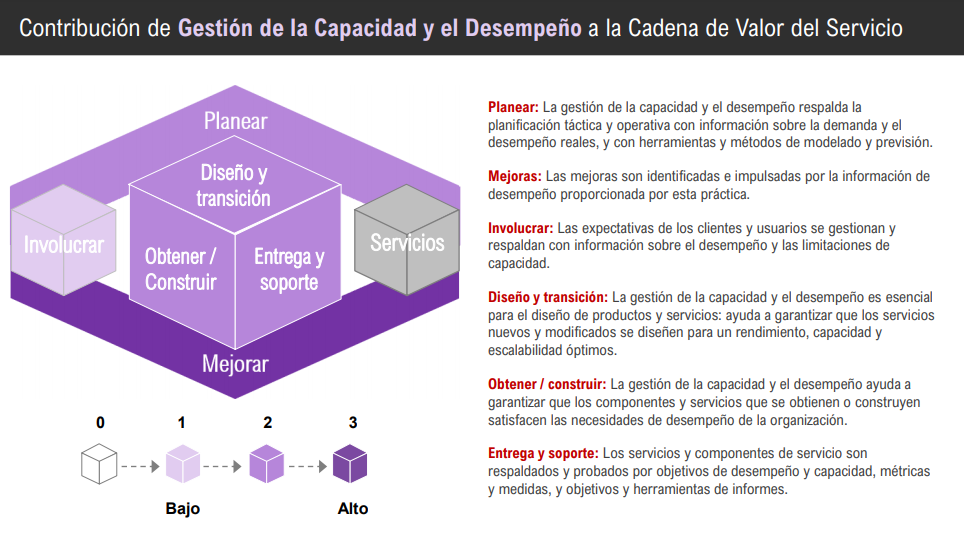 Contribución de Gestión de la Capacidad y el Desempeño a la Cadena de Valor del Servicio
Planear
Diseño y
transición
Involucrar
Obtener /
Construir
Entrega y
soporte
Servicios
Mejorar
0 1 2 3
Bajo Alto
Planear: La gestión de la capacidad y el desempeño respalda la
planificación táctica y operativa con información sobre la demanda y el
desempeño reales, y con herramientas y métodos de modelado y previsión.
Mejoras: Las mejoras son identificadas e impulsadas por la información de
desempeño proporcionada por esta práctica.
Involucrar: Las expectativas de los clientes y usuarios se gestionan y
respaldan con información sobre el desempeño y las limitaciones de
capacidad.
Diseño y transición: La gestión de la capacidad y el desempeño es esencial
para el diseño de productos y servicios: ayuda a garantizar que los servicios
nuevos y modificados se diseñen para un rendimiento, capacidad y
escalabilidad óptimos.
Obtener / construir: La gestión de la capacidad y el desempeño ayuda a
garantizar que los componentes y servicios que se obtienen o construyen
satisfacen las necesidades de desempeño de la organización.
Entrega y soporte: Los servicios y componentes de servicio son
respaldados y probados por objetivos de desempeño y capacidad, métricas
y medidas, y objetivos y herramientas de informes.